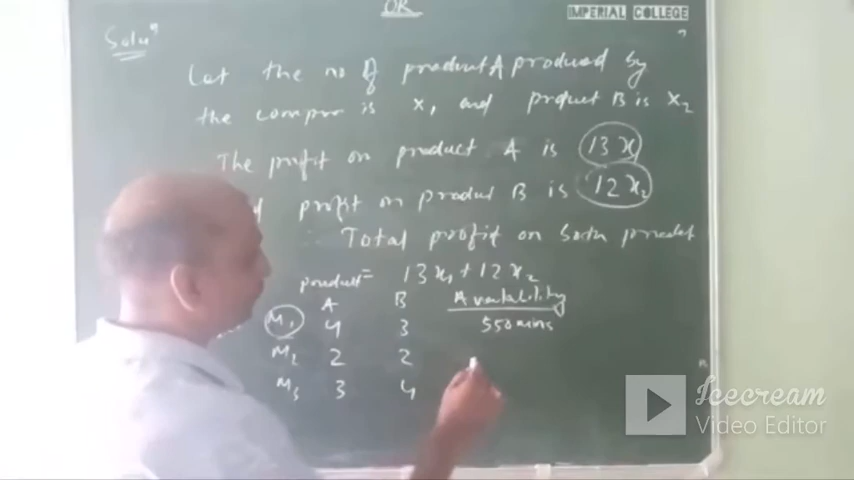 OR
IMPERIAL COLLEGE
Soluⁿ
Let the no of product A produced by
the is x₁ and product B is x₂
The profit on product A is 13x₁
profit on product B is 12x₂
∴ Total profit on both product
= 13x₁ + 12x₂
product
A B Availability
M₁ 4 3 550 mins
M₂ 2 2
M₃ 3 4
Icecream
Video Editor